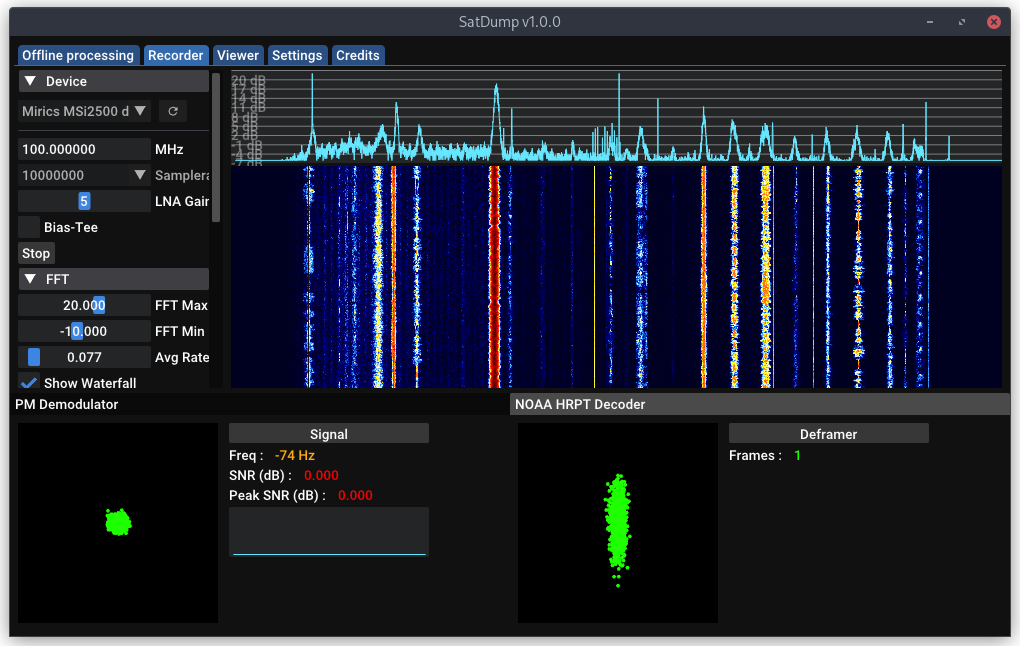 SatDump v1.0.0
Offline processing Recorder Viewer Settings Credits
Device
Mirics MSi2500 d
100.000000 MHz
10000000 Samplera
5 LNA Gain
Bias-Tee
Stop
FFT
20.000 FFT Max
-10.000 FFT Min
0.077 Avg Rate
Show Waterfall
20 dB
17 dB
14 dB
11 dB
8 dB
5 dB
2 dB
-1 dB
-4 dB
PM Demodulator
Signal
Freq : -74 Hz
SNR (dB) : 0.000
Peak SNR (dB) : 0.000
NOAA HRPT Decoder
Deframer
Frames : 1